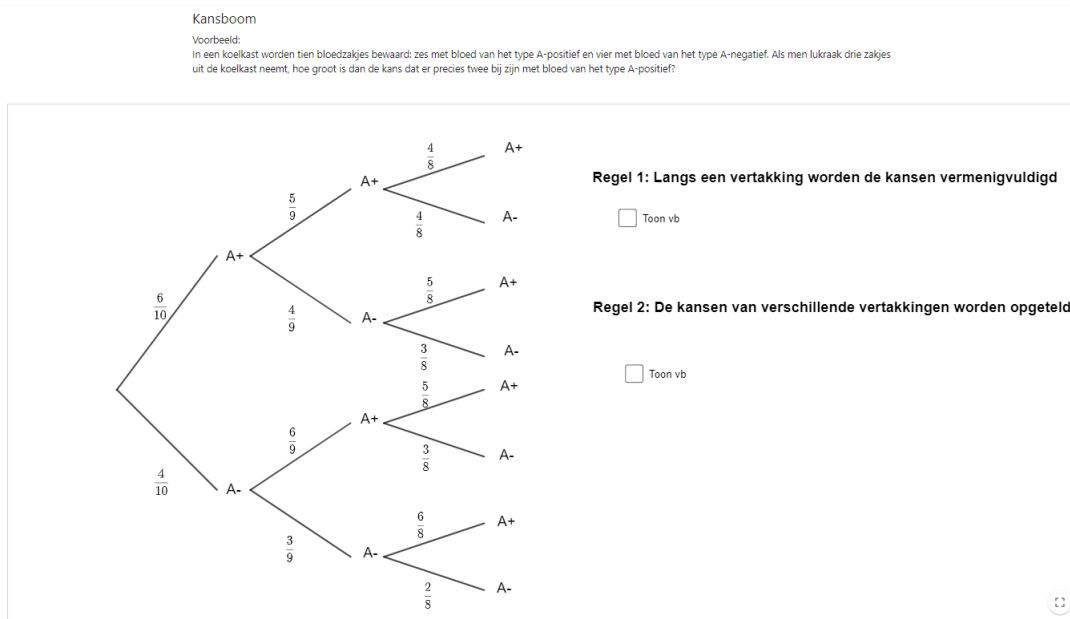 Kansboom
Voorbeeld:
In een koelkast worden tien bloedzakjes bewaard: zes met bloed van het type A-positief en vier met bloed van het type A-negatief. Als men lukraak drie zakjes
uit de koelkast neemt, hoe groot is dan de kans dat er precies twee bij zijn met bloed van het type A-positief?
4/8
A+
A+
Regel 1: Langs een vertakking worden de kansen vermenigvuldigd
5/9
4/8
A-
Toon vb
A+
5/8
A+
6/10
4/9
A-
Regel 2: De kansen van verschillende vertakkingen worden opgeteld
3/8
A-
Toon vb
5/8
A+
A+
6/9
3/8
A-
4/10
A-
6/8
A+
3/9
A-
2/8
A-